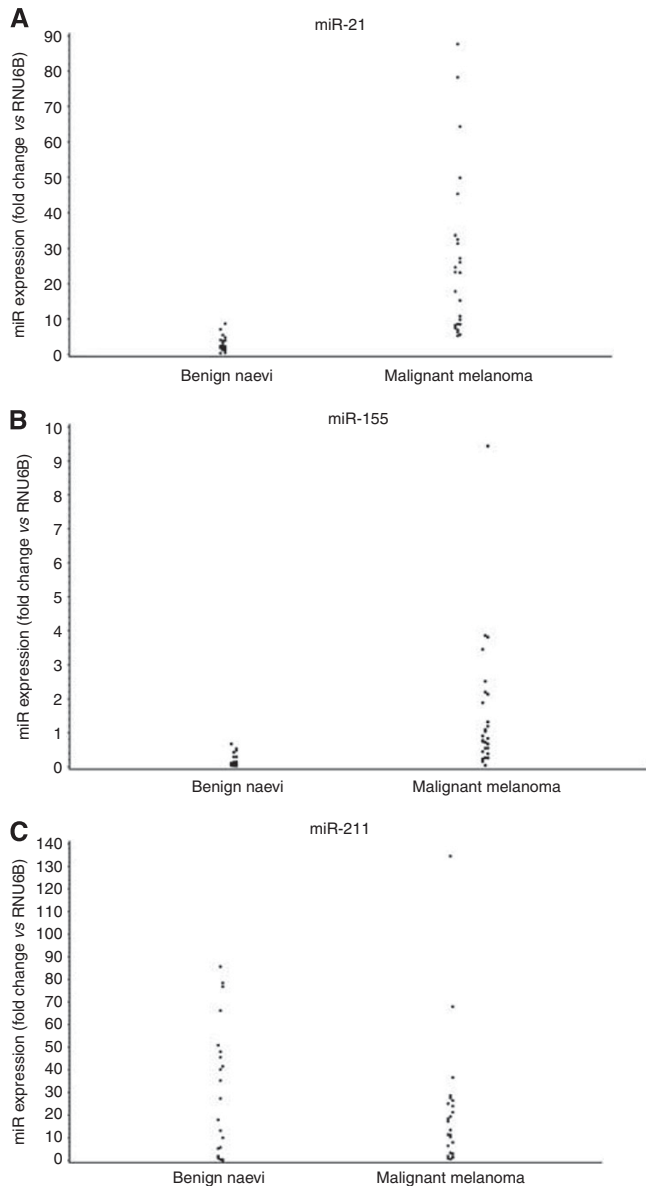 A
miR-21
miR expression (fold change vs RNU6B)
90
80
70
60
50
40
30
20
10
0
Benign naevi
Malignant melanoma
B
miR-155
miR expression (fold change vs RNU6B)
10
9
8
7
6
5
4
3
2
1
0
Benign naevi
Malignant melanoma
C
miR-211
miR expression (fold change vs RNU6B)
140
130
120
110
100
90
80
70
60
50
40
30
20
10
0
Benign naevi
Malignant melanoma